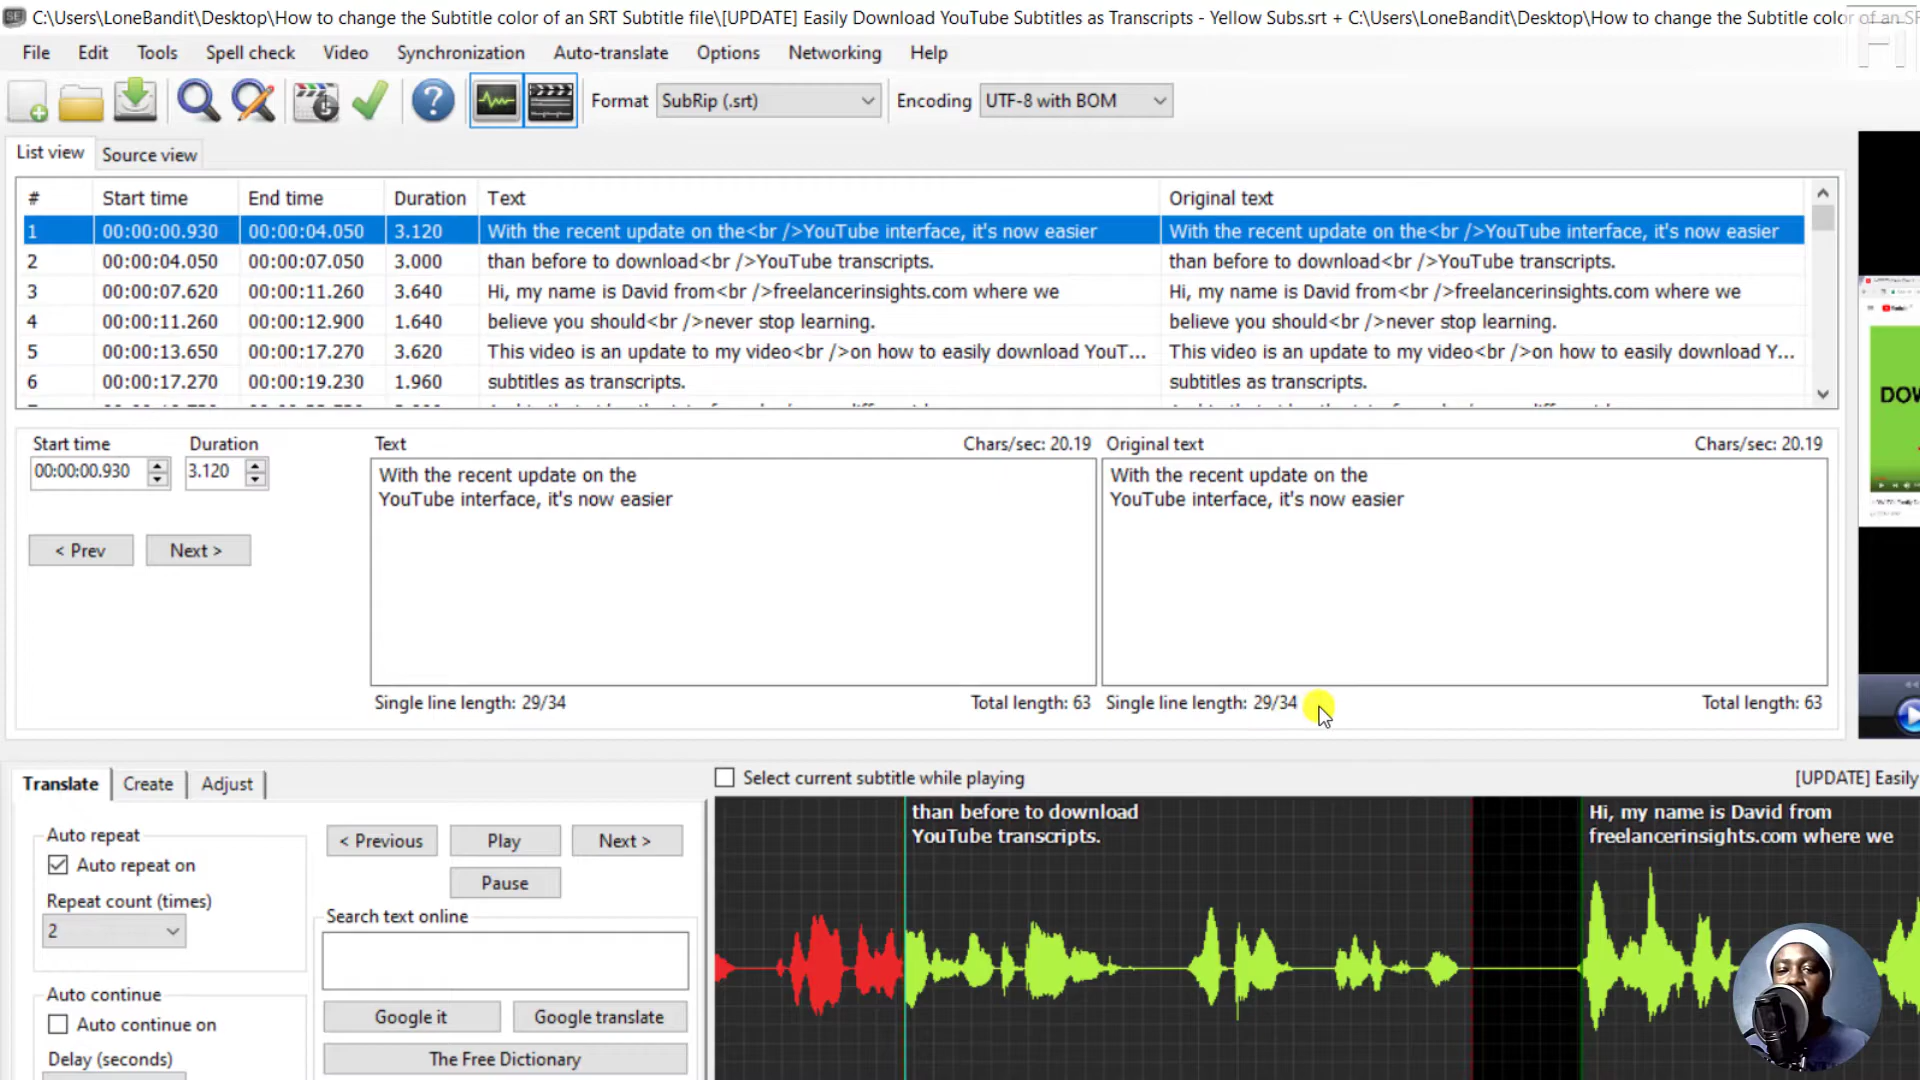 C:\Users\LoneBandit\Desktop\How to change the Subtitle color of an SRT Subtitle file\[UPDATE] Easily Download YouTube Subtitles as Transcripts - Yellow Subs.srt + C:\Users\LoneBandit\Desktop\How to change the Subtitle color of an SR
File Edit Tools Spell check Video Synchronization Auto-translate Options Networking Help
Format SubRip (.srt) Encoding UTF-8 with BOM
List view Source view
# Start time End time Duration Text Original text
1 00:00:00.930 00:00:04.050 3.120 With the recent update on the<br />YouTube interface, it's now easier With the recent update on the<br />YouTube interface, it's now easier
2 00:00:04.050 00:00:07.050 3.000 than before to download<br />YouTube transcripts. than before to download<br />YouTube transcripts.
3 00:00:07.620 00:00:11.260 3.640 Hi, my name is David from<br />freelancerinsights.com where we Hi, my name is David from<br />freelancerinsights.com where we
4 00:00:11.260 00:00:12.900 1.640 believe you should<br />never stop learning. believe you should<br />never stop learning.
5 00:00:13.650 00:00:17.270 3.620 This video is an update to my video<br />on how to easily download YouT... This video is an update to my video<br />on how to easily download Y...
6 00:00:17.270 00:00:19.230 1.960 subtitles as transcripts. subtitles as transcripts.
DOW
Start time Duration Text Chars/sec: 20.19 Original text Chars/sec: 20.19
00:00:00.930 3.120
With the recent update on the
YouTube interface, it's now easier
With the recent update on the
YouTube interface, it's now easier
< Prev Next >
Single line length: 29/34 Total length: 63 Single line length: 29/34 Total length: 63
Translate Create Adjust
Select current subtitle while playing [UPDATE] Easily
than before to download
YouTube transcripts.
Hi, my name is David from
freelancerinsights.com where we
Auto repeat
Auto repeat on
Repeat count (times)
2
Auto continue
Auto continue on
Delay (seconds)
< Previous Play Next >
Pause
Search text online
Google it Google translate
The Free Dictionary